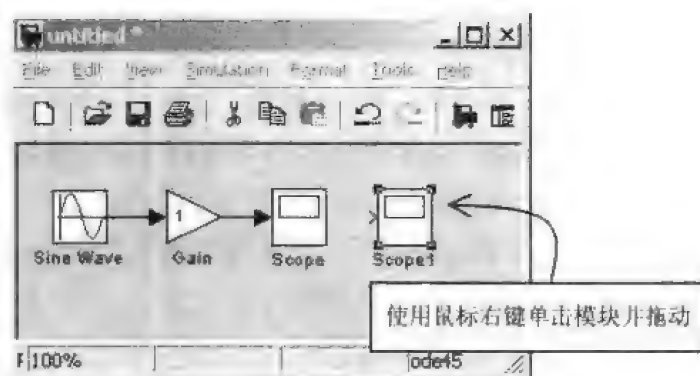 untitled *
File Edit View Simulation Format Tools Help
1
Sine Wave Gain Scope Scope1
使用鼠标右键单击模块并拖动
100% ode45